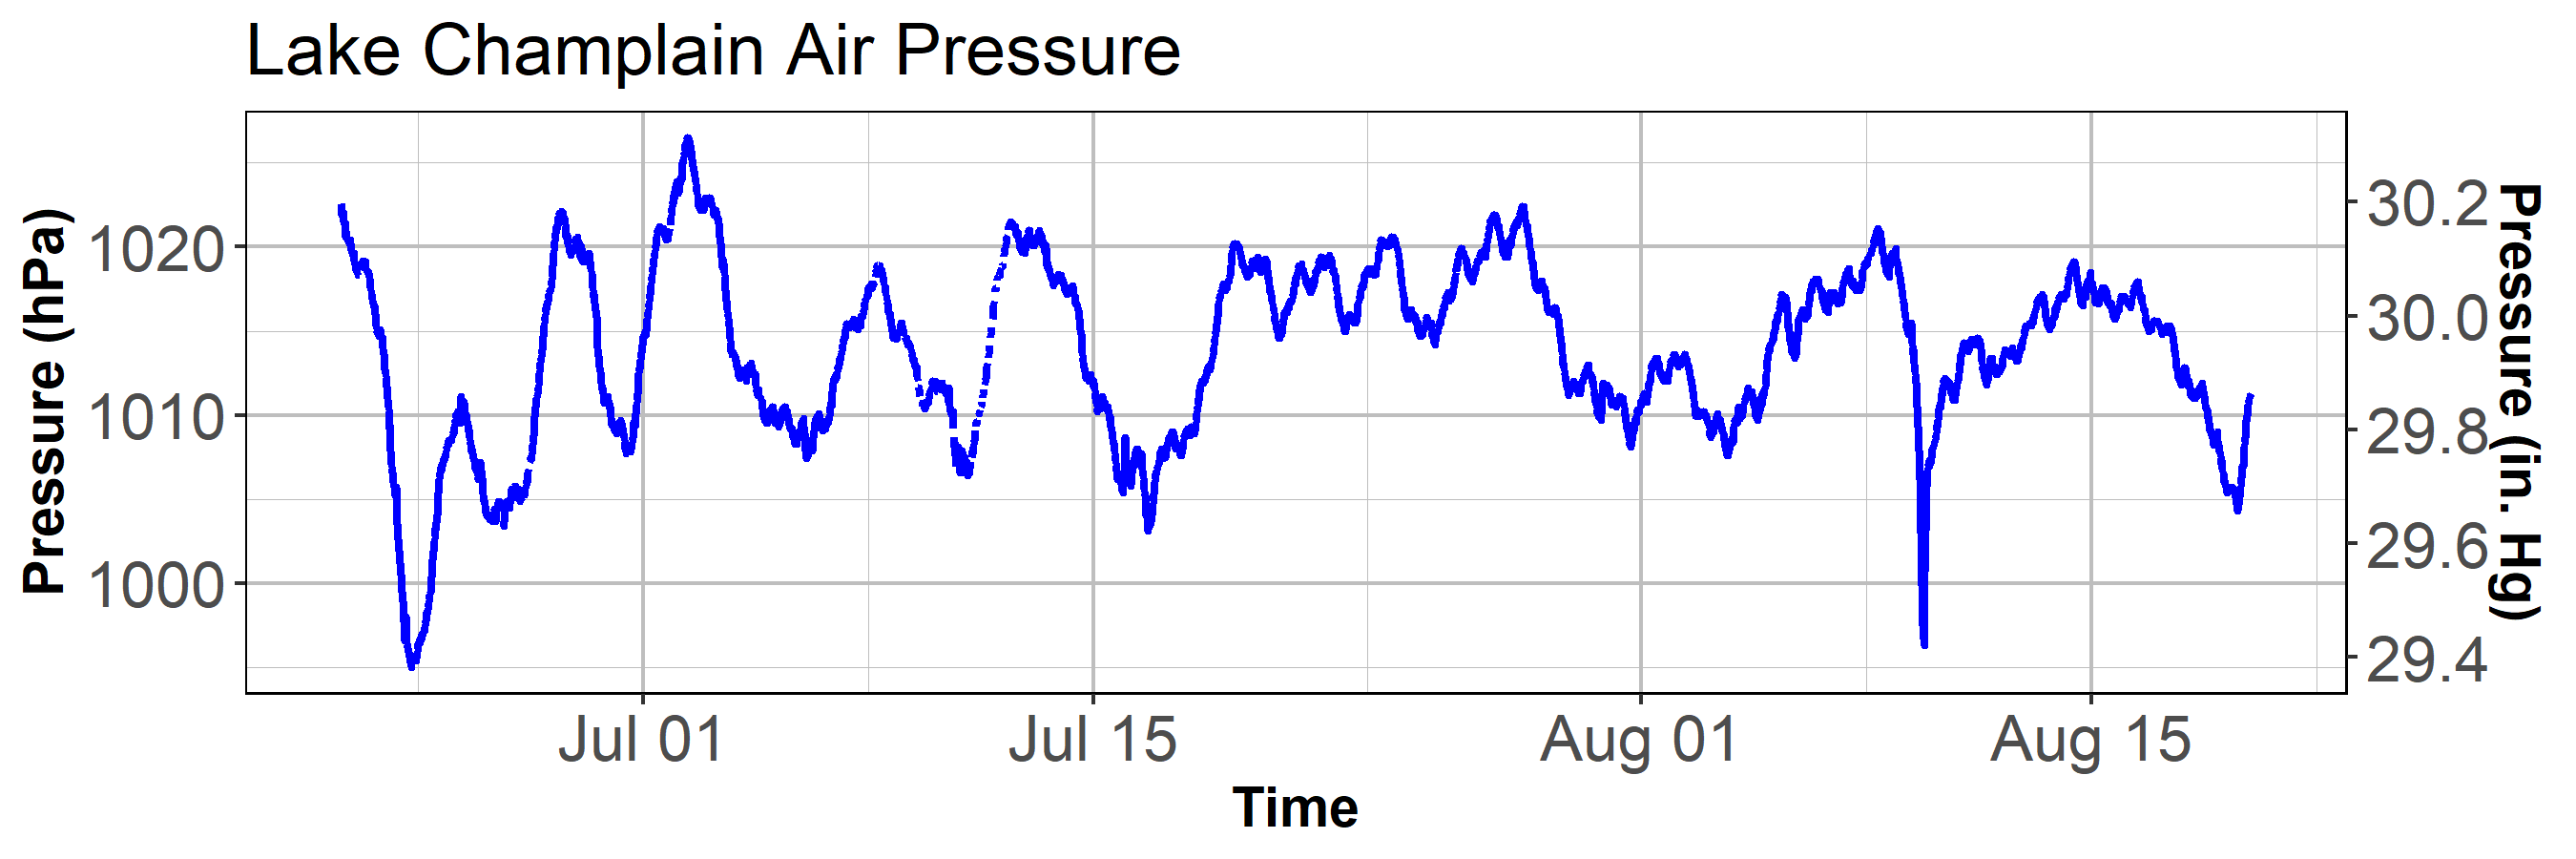 Lake Champlain Air Pressure
Pressure (hPa)
1020
1010
1000
30.2
30.0
29.8
29.6
29.4
Pressure (in. Hg)
Jul 01
Jul 15
Aug 01
Aug 15
Time